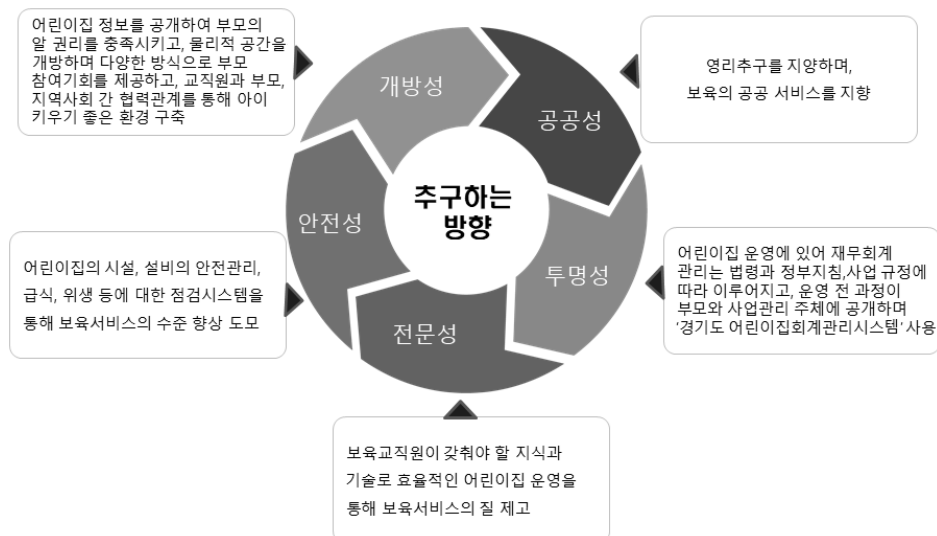 어린이집 정보를 공개하여 부모의
알 권리를 충족시키고, 물리적 공간을
개방하며 다양한 방식으로 부모
참여기회를 제공하고, 교직원과 부모,
지역사회 간 협력관계를 통해 아이
키우기 좋은 환경 구축
개방성
공공성
영리추구를 지양하며,
보육의 공공 서비스를 지향
추구하는
방향
안전성
투명성
전문성
어린이집의 시설, 설비의 안전관리,
급식, 위생 등에 대한 점검시스템을
통해 보육서비스의 수준 향상 도모
어린이집 운영에 있어 재무회계
관리는 법령과 정부지침,사업 규정에
따라 이루어지고, 운영 전 과정이
부모와 사업관리 주체에 공개하며
'경기도 어린이집회계관리시스템' 사용
보육교직원이 갖춰야 할 지식과
기술로 효율적인 어린이집 운영을
통해 보육서비스의 질 제고